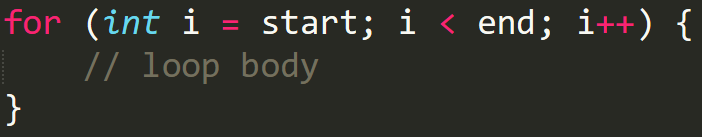 for (int i = start; i < end; i++) {
    // loop body
}